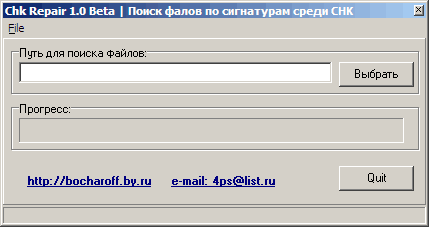 Chk Repair 1.0 Beta | Поиск фалов по сигнатурам среди CHK
File
Путь для поиска файлов:
Выбрать
Прогресс:
http://bocharoff.by.ru e-mail: 4ps@list.ru Quit